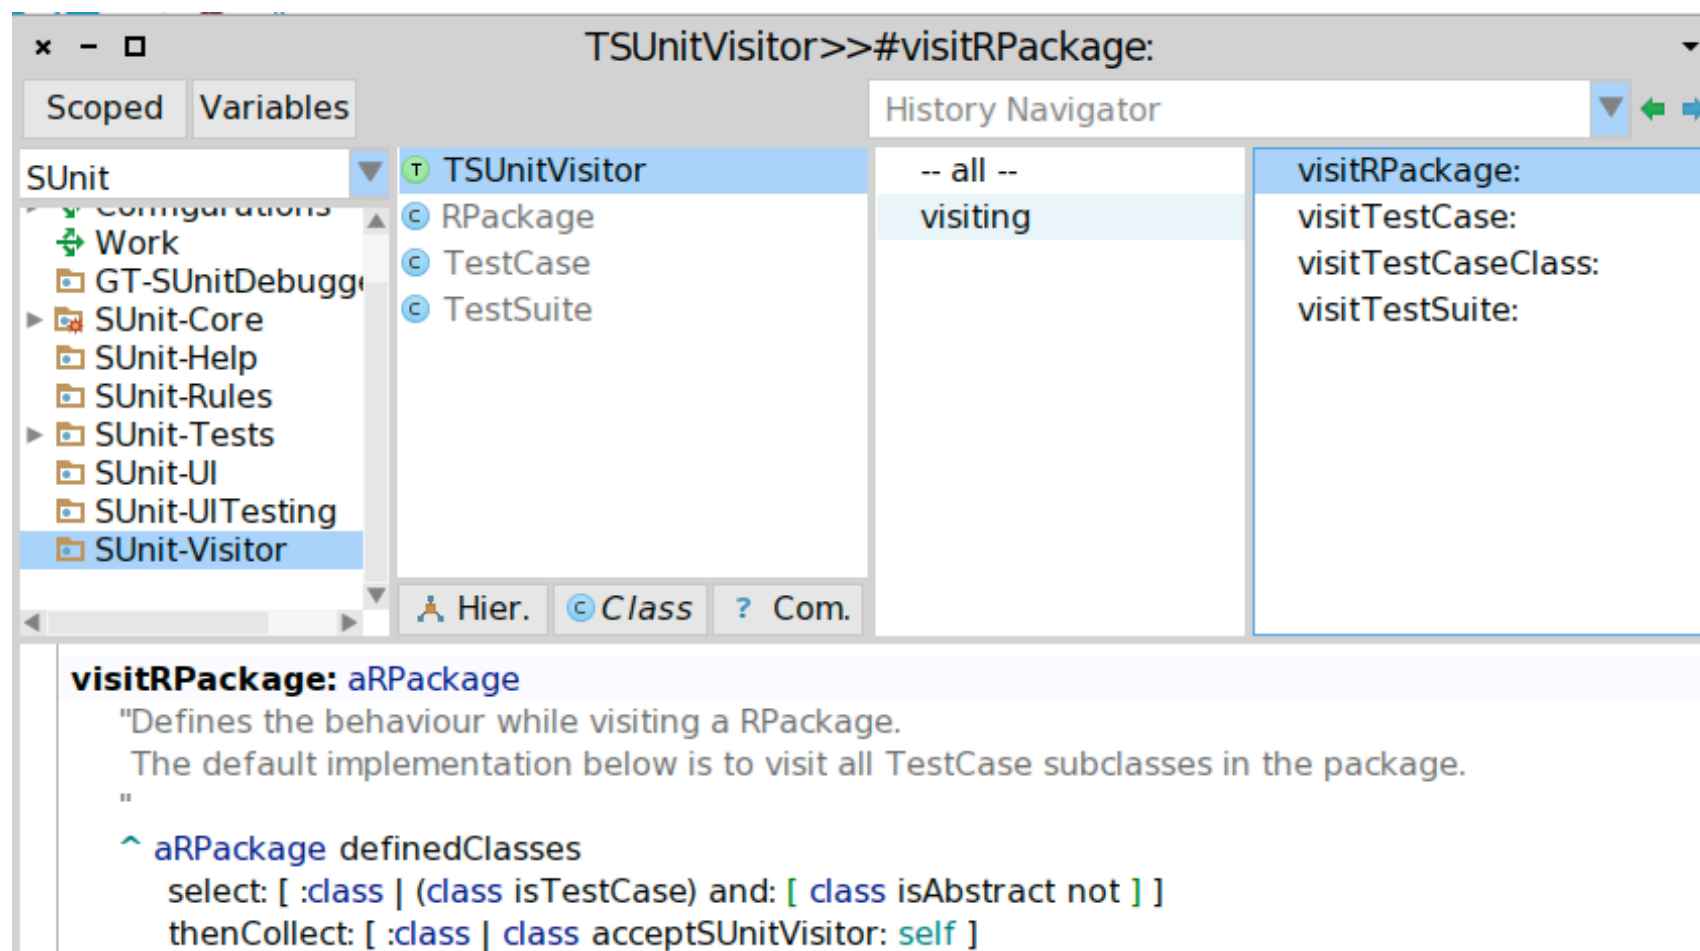 TSUnitVisitor>>#visitRPackage:
Scoped Variables History Navigator
SUnit
Configurations
Work
GT-SUnitDebugge
SUnit-Core
SUnit-Help
SUnit-Rules
SUnit-Tests
SUnit-UI
SUnit-UITesting
SUnit-Visitor
T TSUnitVisitor
C RPackage
C TestCase
C TestSuite
Hier. C Class ? Com.
-- all --
visiting
visitRPackage:
visitTestCase:
visitTestCaseClass:
visitTestSuite:
visitRPackage: aRPackage
"Defines the behaviour while visiting a RPackage.
The default implementation below is to visit all TestCase subclasses in the package.
"
^ aRPackage definedClasses
select: [ :class | (class isTestCase) and: [ class isAbstract not ] ]
thenCollect: [ :class | class acceptSUnitVisitor: self ]